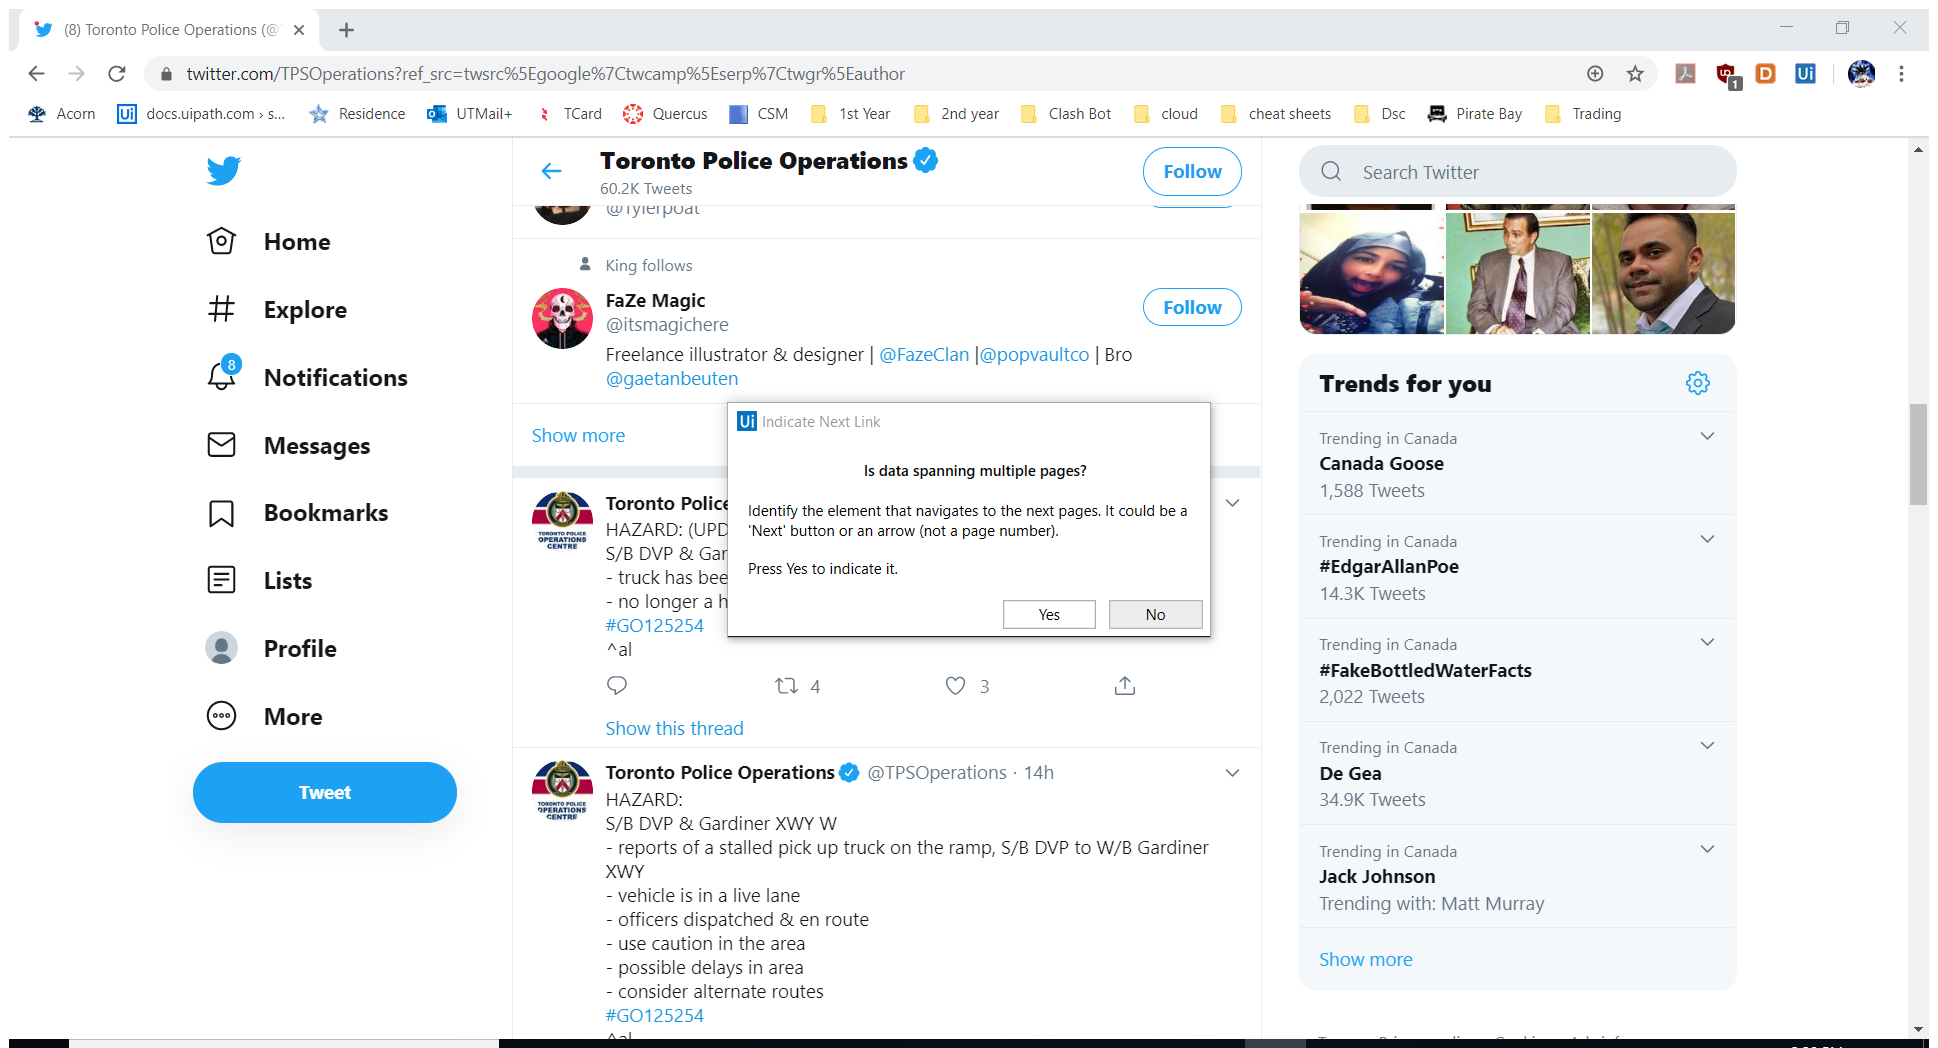 (8) Toronto Police Operations (@
twitter.com/TPSOperations?ref_src=twsrc%5Egoogle%7Ctwcamp%5Eserp%7Ctwgr%5Eauthor
1
Acorn
docs.uipath.com › s...
Residence
UTMail+
TCard
Quercus
CSM
1st Year
2nd year
Clash Bot
cloud
cheat sheets
Dsc
Pirate Bay
Trading
Home
Explore
8
Notifications
Messages
Bookmarks
Lists
Profile
More
Tweet
Toronto Police Operations
60.2K Tweets
Follow
@Tylerpoat
King follows
FaZe Magic
@itsmagichere
Follow
Freelance illustrator & designer | @FazeClan |@popvaultco | Bro
@gaetanbeuten
Show more
Ui Indicate Next Link
Is data spanning multiple pages?
Identify the element that navigates to the next pages. It could be a
'Next' button or an arrow (not a page number).
Press Yes to indicate it.
Yes
No
TORONTO POLICE
OPERATIONS
CENTRE
Toronto Police
HAZARD: (UPD
S/B DVP & Gar
- truck has bee
- no longer a h
#GO125254
^al
4
3
Show this thread
TORONTO POLICE
OPERATIONS
CENTRE
Toronto Police Operations @TPSOperations · 14h
HAZARD:
S/B DVP & Gardiner XWY W
- reports of a stalled pick up truck on the ramp, S/B DVP to W/B Gardiner
XWY
- vehicle is in a live lane
- officers dispatched & en route
- use caution in the area
- possible delays in area
- consider alternate routes
#GO125254
^al
Search Twitter
Trends for you
Trending in Canada
Canada Goose
1,588 Tweets
Trending in Canada
#EdgarAllanPoe
14.3K Tweets
Trending in Canada
#FakeBottledWaterFacts
2,022 Tweets
Trending in Canada
De Gea
34.9K Tweets
Trending in Canada
Jack Johnson
Trending with: Matt Murray
Show more